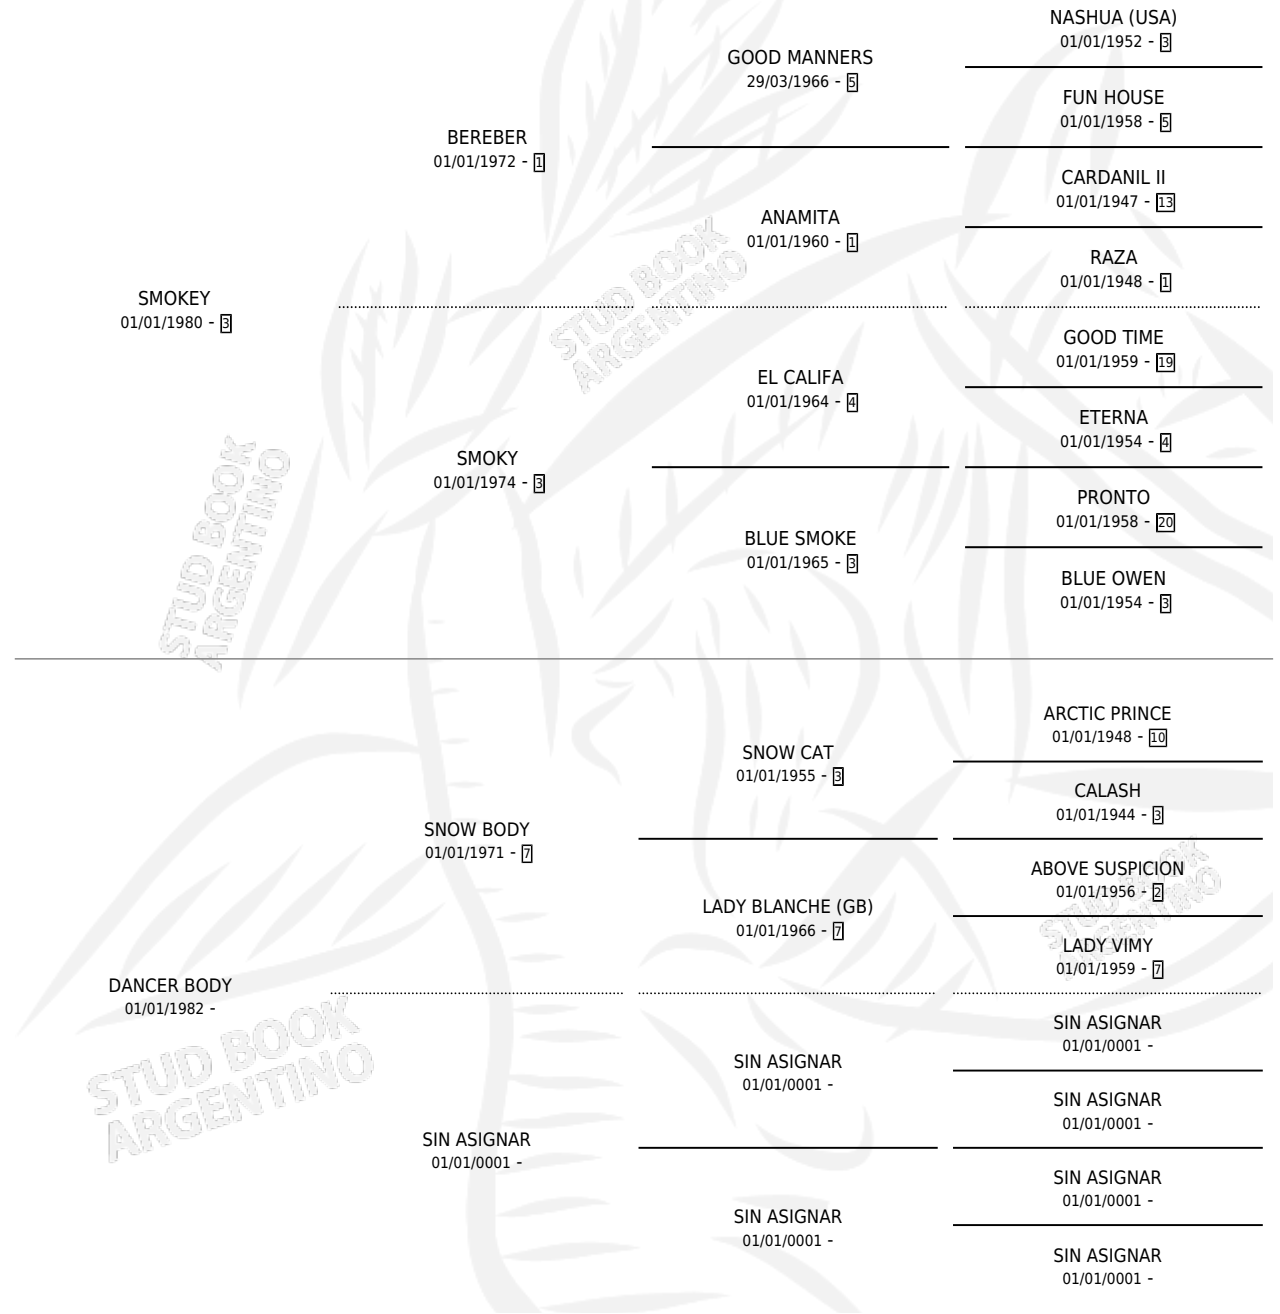 NASHUA (USA)
01/01/1952 - 3
GOOD MANNERS
29/03/1966 - 5
FUN HOUSE
01/01/1958 - 5
BEREBER
01/01/1972 - 1
CARDANIL II
01/01/1947 - 13
ANAMITA
01/01/1960 - 1
RAZA
01/01/1948 - 1
SMOKEY
01/01/1980 - 3
GOOD TIME
01/01/1959 - 19
EL CALIFA
01/01/1964 - 4
ETERNA
01/01/1954 - 4
SMOKY
01/01/1974 - 3
PRONTO
01/01/1958 - 20
BLUE SMOKE
01/01/1965 - 3
BLUE OWEN
01/01/1954 - 3
STUD BOOK
ARGENTINO
STUD BOOK
ARGENTINO
ARCTIC PRINCE
01/01/1948 - 10
SNOW CAT
01/01/1955 - 3
CALASH
01/01/1944 - 3
SNOW BODY
01/01/1971 - 7
ABOVE SUSPICION
01/01/1956 - 2
LADY BLANCHE (GB)
01/01/1966 - 7
LADY VIMY
01/01/1959 - 7
DANCER BODY
01/01/1982 -
SIN ASIGNAR
01/01/0001 -
SIN ASIGNAR
01/01/0001 -
SIN ASIGNAR
01/01/0001 -
SIN ASIGNAR
01/01/0001 -
SIN ASIGNAR
01/01/0001 -
SIN ASIGNAR
01/01/0001 -
SIN ASIGNAR
01/01/0001 -
STUD BOOK
ARGENTINO
STUD BOOK
ARGENTINO